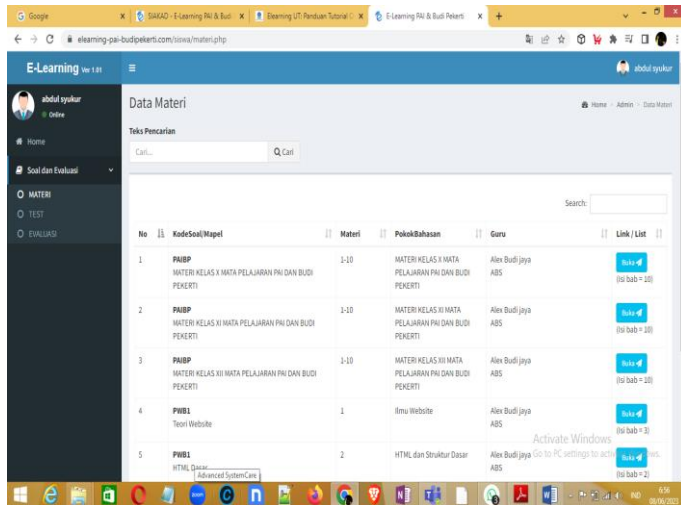 Google
SIAKAD - E-Learning PAI & Budi
Elearning UT: Panduan Tutorial
E-Learning PAI & Budi Pekerti
elearning-pai-budipekerti.com/siswa/materi.php
E-Learning Ver 1.01
abdul syukur
abdul syukur
Online
Home
Soal dan Evaluasi
MATERI
TEST
EVALUASI
Data Materi
Home > Admin > Data Materi
Teks Pencarian
Cari...
Cari
Search:
No KodeSoal/Mapel Materi PokokBahasan Guru Link / List
1 PAIBP 1-10 MATERI KELAS X MATA Alex Budi jaya Buka
MATERI KELAS X MATA PELAJARAN PAI DAN BUDI PELAJARAN PAI DAN BUDI ABS
PEKERTI PEKERTI (Isi bab = 10)
2 PAIBP 1-10 MATERI KELAS XI MATA Alex Budi jaya Buka
MATERI KELAS XI MATA PELAJARAN PAI DAN BUDI PELAJARAN PAI DAN BUDI ABS
PEKERTI PEKERTI (Isi bab = 10)
3 PAIBP 1-10 MATERI KELAS XII MATA Alex Budi jaya Buka
MATERI KELAS XII MATA PELAJARAN PAI DAN BUDI PELAJARAN PAI DAN BUDI ABS
PEKERTI PEKERTI (Isi bab = 10)
4 PWB1 1 Ilmu Website Alex Budi jaya Buka
Teori Website ABS (Isi bab = 3)
5 PWB1 2 HTML dan Struktur Dasar Alex Budi jaya Buka
HTML Dasar ABS (Isi bab = 2)
Activate Windows
Go to PC settings to
Advanced SystemCare
IND
6:56
08/06/2023